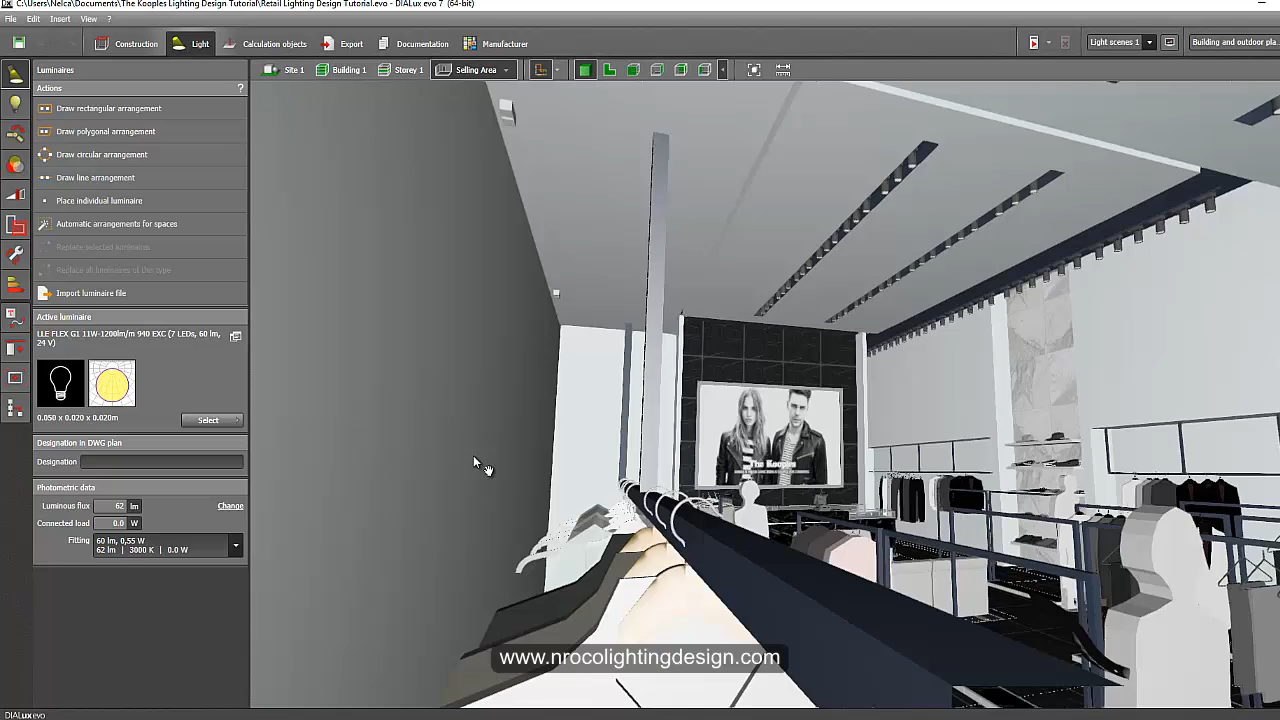 C:\Users\Nelca\Documents\The Kooples Lighting Design Tutorial\Retail Lighting Design Tutorial.evo - DIALux evo 7 (64-bit)
File Edit Insert View ?
Construction Light Calculation objects Export Documentation Manufacturer Light scenes 1 Building and outdoor pla
Luminaires Site 1 Building 1 Storey 1 Selling Area
Actions ?
Draw rectangular arrangement
Draw polygonal arrangement
Draw circular arrangement
Draw line arrangement
Place individual luminaire
Automatic arrangements for spaces
Replace selected luminaires
Replace all luminaires of this type
Import luminaire file
Active luminaire
LLE FLEX G1 11W-1200lm/m 940 EXC (7 LEDs, 60 lm,
24 V)
0.050 x 0.020 x 0.020m Select
Designation in DWG plan
Designation
Photometric data
Luminous flux 62 lm Change
Connected load 0.0 W
Fitting 60 lm, 0,55 W
62 lm | 3000 K | 0.0 W
The Kooples
www.nrocolightingdesign.com
DIALux evo